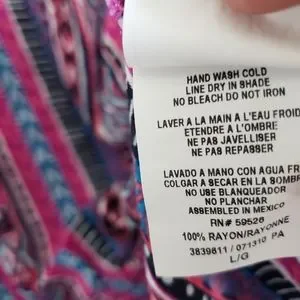 HAND WASH COLD
LINE DRY IN SHADE
NO BLEACH DO NOT IRON
LAVER A LA MAIN A L'EAU FROID
ETENDRE A L'OMBRE
NE PAS JAVELLISER
NE PAS REPASSER
LAVADO A MANO CON AGUA FR
COLGAR A SECAR EN LA SOMBR
NO USE BLANQUEADOR
NO PLANCHAR
ASSEMBLED IN MEXICO
RN# 59526
100% RAYON/RAYONNE
3839811 / 071310 PA
L/G